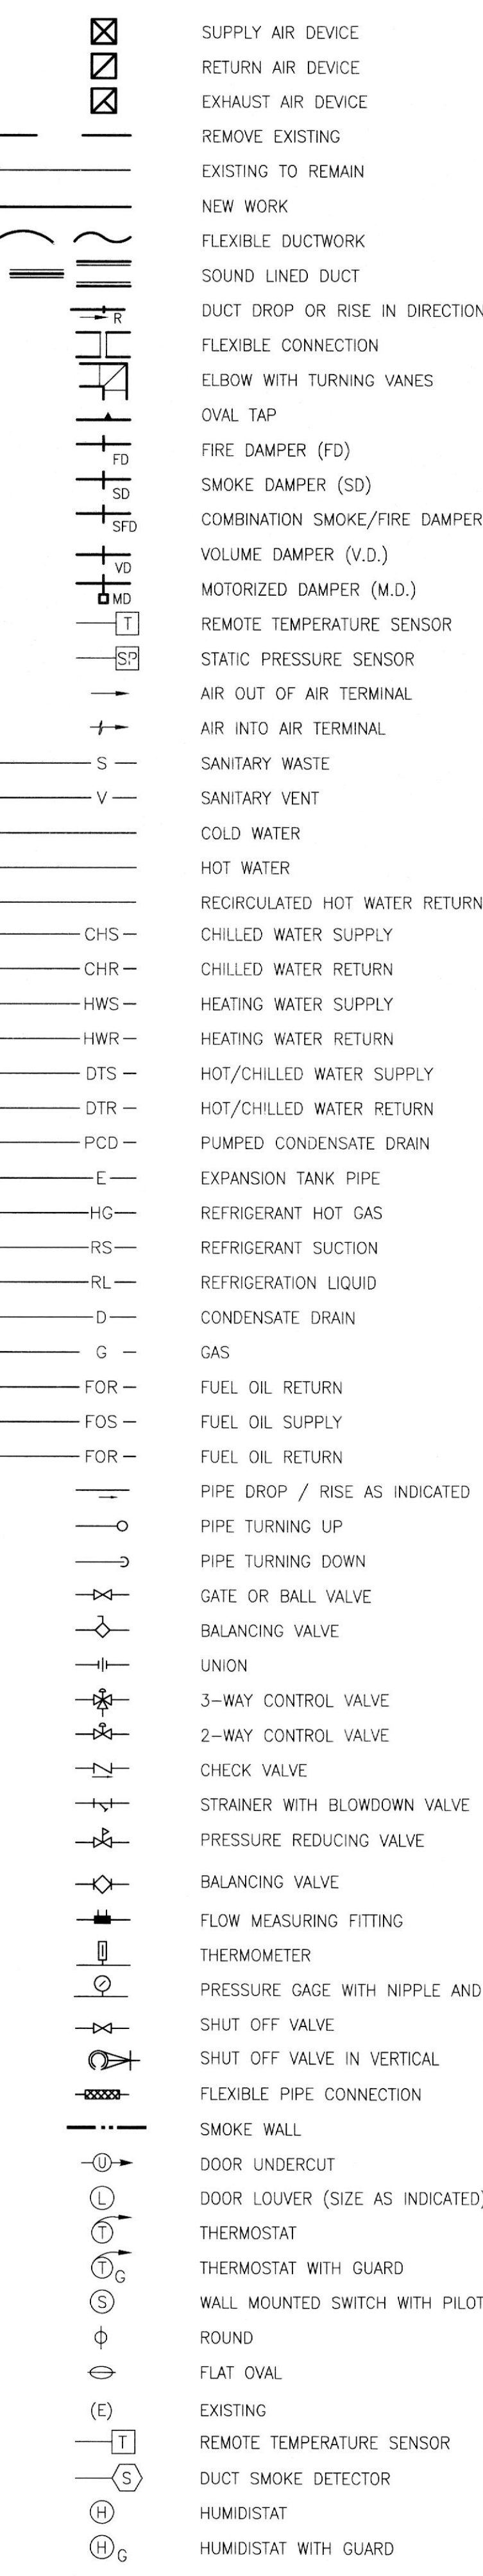 SUPPLY AIR DEVICE
RETURN AIR DEVICE
EXHAUST AIR DEVICE
REMOVE EXISTING
EXISTING TO REMAIN
NEW WORK
FLEXIBLE DUCTWORK
SOUND LINED DUCT
R DUCT DROP OR RISE IN DIRECTION
FLEXIBLE CONNECTION
ELBOW WITH TURNING VANES
OVAL TAP
FD FIRE DAMPER (FD)
SD SMOKE DAMPER (SD)
SFD COMBINATION SMOKE/FIRE DAMPER
VD VOLUME DAMPER (V.D.)
MD MOTORIZED DAMPER (M.D.)
T REMOTE TEMPERATURE SENSOR
SP STATIC PRESSURE SENSOR
AIR OUT OF AIR TERMINAL
AIR INTO AIR TERMINAL
S SANITARY WASTE
V SANITARY VENT
COLD WATER
HOT WATER
RECIRCULATED HOT WATER RETURN
CHS CHILLED WATER SUPPLY
CHR CHILLED WATER RETURN
HWS HEATING WATER SUPPLY
HWR HEATING WATER RETURN
DTS HOT/CHILLED WATER SUPPLY
DTR HOT/CHILLED WATER RETURN
PCD PUMPED CONDENSATE DRAIN
E EXPANSION TANK PIPE
HG REFRIGERANT HOT GAS
RS REFRIGERANT SUCTION
RL REFRIGERATION LIQUID
D CONDENSATE DRAIN
G GAS
FOR FUEL OIL RETURN
FOS FUEL OIL SUPPLY
FOR FUEL OIL RETURN
PIPE DROP / RISE AS INDICATED
PIPE TURNING UP
PIPE TURNING DOWN
GATE OR BALL VALVE
BALANCING VALVE
UNION
3-WAY CONTROL VALVE
2-WAY CONTROL VALVE
CHECK VALVE
STRAINER WITH BLOWDOWN VALVE
PRESSURE REDUCING VALVE
BALANCING VALVE
FLOW MEASURING FITTING
THERMOMETER
PRESSURE GAGE WITH NIPPLE AND
SHUT OFF VALVE
SHUT OFF VALVE IN VERTICAL
FLEXIBLE PIPE CONNECTION
SMOKE WALL
U DOOR UNDERCUT
L DOOR LOUVER (SIZE AS INDICATED)
T THERMOSTAT
T G THERMOSTAT WITH GUARD
S WALL MOUNTED SWITCH WITH PILOT
ROUND
FLAT OVAL
(E) EXISTING
T REMOTE TEMPERATURE SENSOR
S DUCT SMOKE DETECTOR
H HUMIDISTAT
H G HUMIDISTAT WITH GUARD